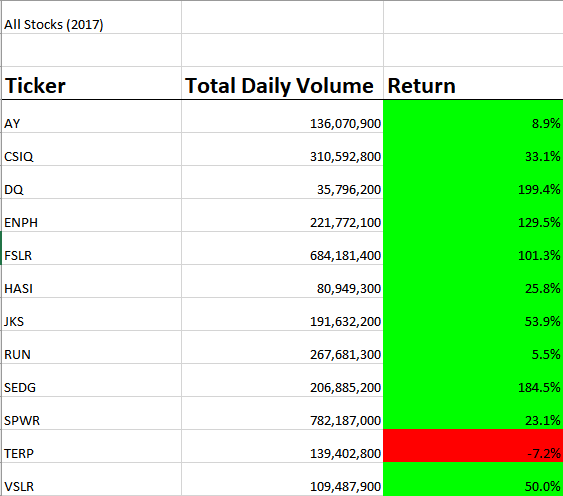 All Stocks (2017)
Ticker Total Daily Volume Return
AY 136,070,900 8.9%
CSIQ 310,592,800 33.1%
DQ 35,796,200 199.4%
ENPH 221,772,100 129.5%
FSLR 684,181,400 101.3%
HASI 80,949,300 25.8%
JKS 191,632,200 53.9%
RUN 267,681,300 5.5%
SEDG 206,885,200 184.5%
SPWR 782,187,000 23.1%
TERP 139,402,800 -7.2%
VSLR 109,487,900 50.0%